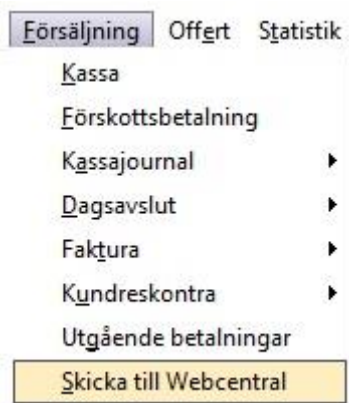 Försäljning Offert Statistik
Kassa
Förskottsbetalning
Kassajournal
Dagsavslut
Faktura
Kundreskontra
Utgående betalningar
Skicka till Webcentral